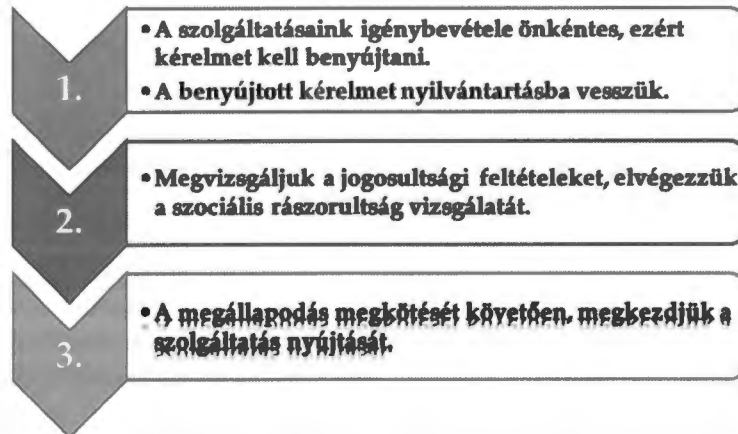 1.
• A szolgáltatásaink igénybevétele önkéntes, ezért
kérelmet kell benyújtani.
• A benyújtott kérelmet nyilvántartásba vesszük.
2.
• Megvizsgáljuk a jogosultsági feltételeket, elvégezzük
a szociális rászorultság vizsgálatát.
3.
• A megállapodás megkötését követően, megkezdjük a
szolgáltatás nyújtását.